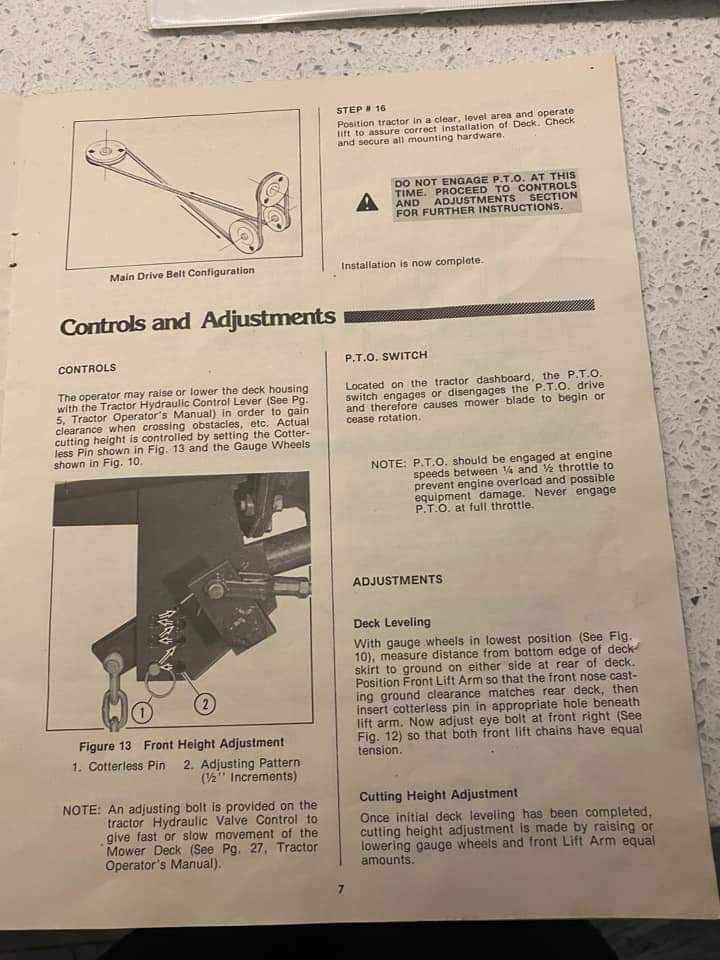 Main Drive Belt Configuration
STEP # 16
Position tractor in a clear, level area and operate
lift to assure correct installation of Deck. Check
and secure all mounting hardware.
DO NOT ENGAGE P.T.O. AT THIS
TIME. PROCEED TO CONTROLS
AND ADJUSTMENTS SECTION
FOR FURTHER INSTRUCTIONS.
Installation is now complete.
Controls and Adjustments
CONTROLS
The operator may raise or lower the deck housing
with the Tractor Hydraulic Control Lever (See Pg.
5, Tractor Operator's Manual) in order to gain
clearance when crossing obstacles, etc. Actual
cutting height is controlled by setting the Cotter-
less Pin shown in Fig. 13 and the Gauge Wheels
shown in Fig. 10.
1
2
Figure 13 Front Height Adjustment
1. Cotterless Pin 2. Adjusting Pattern
(½'' Increments)
NOTE: An adjusting bolt is provided on the
tractor Hydraulic Valve Control to
give fast or slow movement of the
Mower Deck (See Pg. 27, Tractor
Operator's Manual).
P.T.O. SWITCH
Located on the tractor dashboard, the P.T.O.
switch engages or disengages the P.T.O. drive
and therefore causes mower blade to begin or
cease rotation.
NOTE: P.T.O. should be engaged at engine
speeds between ¼ and ½ throttle to
prevent engine overload and possible
equipment damage. Never engage
P.T.O. at full throttle.
ADJUSTMENTS
Deck Leveling
With gauge wheels in lowest position (See Fig.
10), measure distance from bottom edge of deck
skirt to ground on either side at rear of deck.
Position Front Lift Arm so that the front nose cast-
ing ground clearance matches rear deck, then
insert cotterless pin in appropriate hole beneath
lift arm. Now adjust eye bolt at front right (See
Fig. 12) so that both front lift chains have equal
tension.
Cutting Height Adjustment
Once initial deck leveling has been completed,
cutting height adjustment is made by raising or
lowering gauge wheels and front Lift Arm equal
amounts.
7